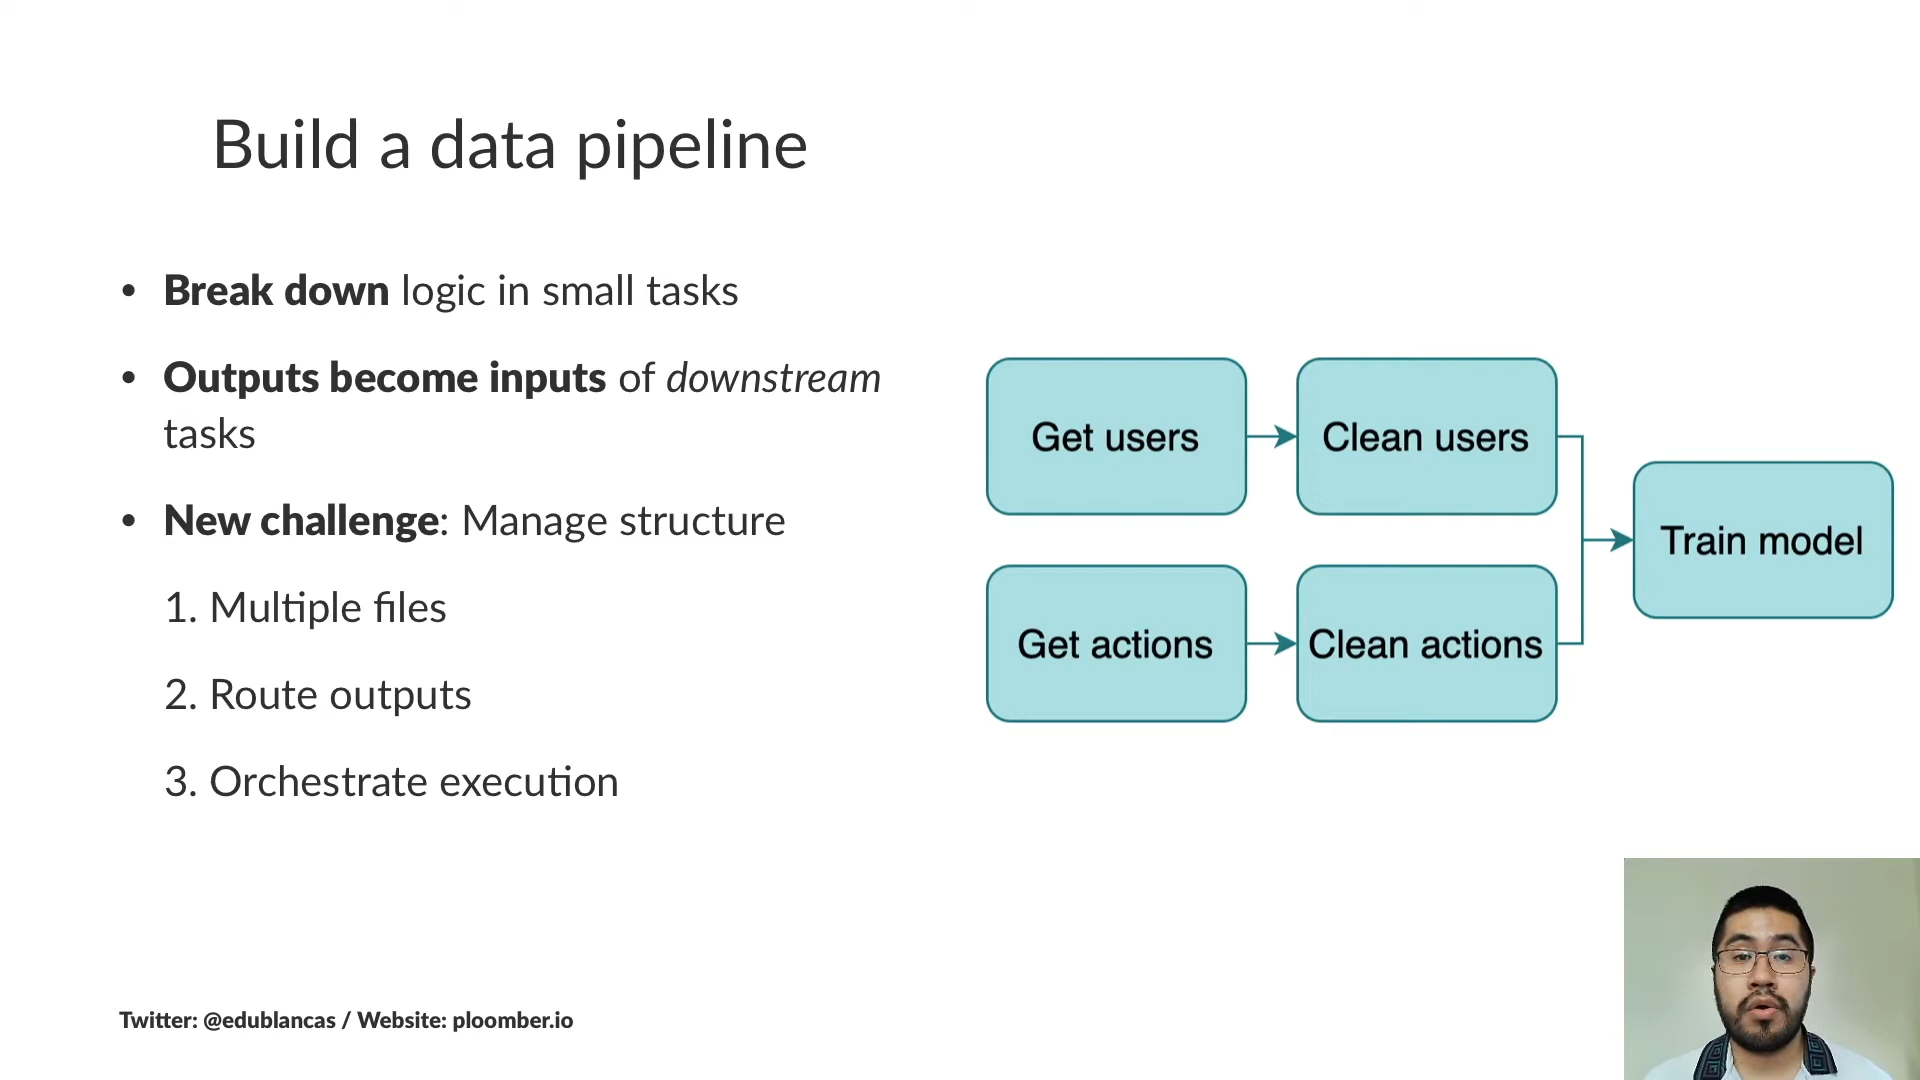 Build a data pipeline
• Break down logic in small tasks
• Outputs become inputs of downstream
tasks
• New challenge: Manage structure
1. Multiple files
2. Route outputs
3. Orchestrate execution
Get users
Clean users
Get actions
Clean actions
Train model
Twitter: @edublancas / Website: ploomber.io